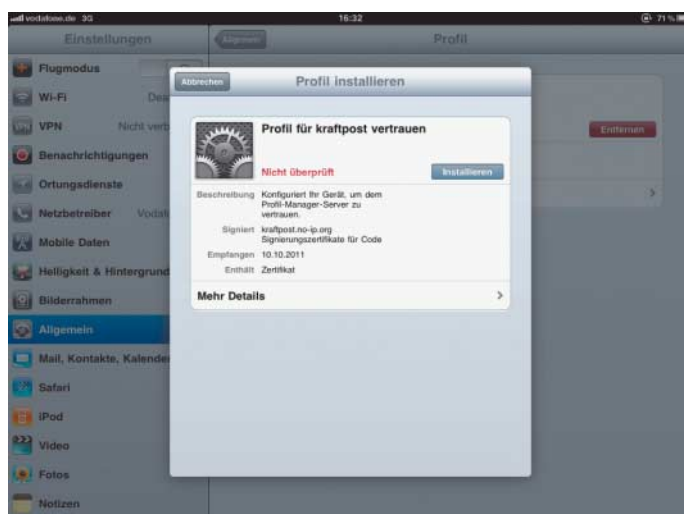 vodafone.de 3G
16:32
71 %
Einstellungen
Allgemein
Profil
Flugmodus
Wi-Fi
VPN Nicht verb
Benachrichtigungen
Ortungsdienste
Netzbetreiber
Mobile Daten
Helligkeit & Hintergrund
Bilderrahmen
Allgemein
Mail, Kontakte, Kalender
Safari
iPod
Video
Fotos
Notizen
Entfernen
Abbrechen
Profil installieren
Profil für kraftpost vertrauen
Nicht überprüft
Installieren
Beschreibung Konfiguriert Ihr Gerät, um dem
Profil-Manager-Server zu
vertrauen.
Signiert kraftpost.no-ip.org
Signierungszertifikate für Code
Empfangen 10.10.2011
Enthält Zertifikat
Mehr Details